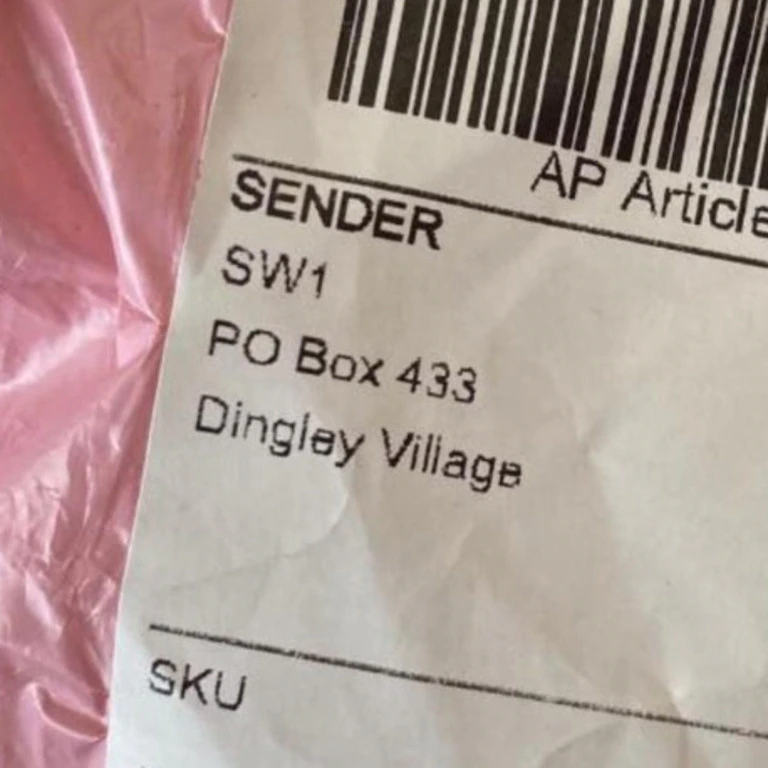 AP Article
SENDER
SW1
PO Box 433
Dingley Village
SKU